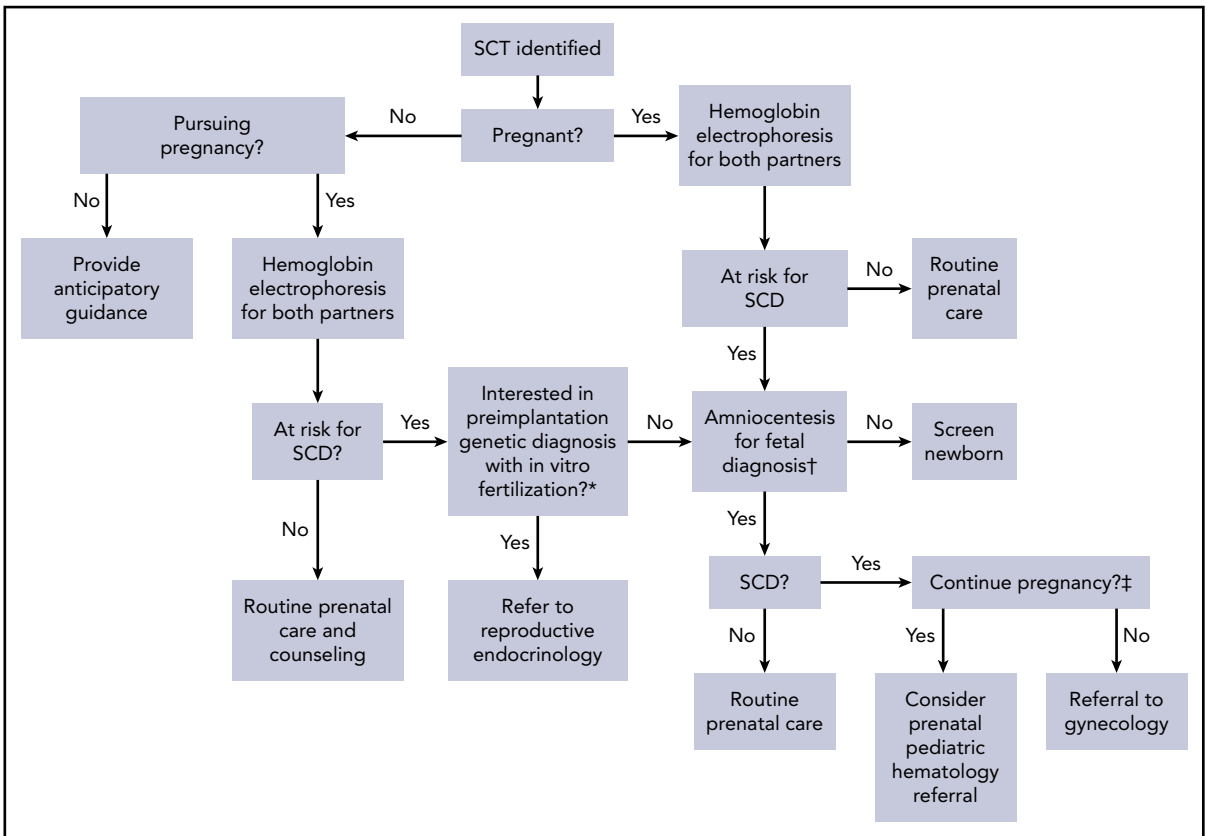 SCT identified
Pregnant?
No
Yes
Pursuing
pregnancy?
Hemoglobin
electrophoresis
for both partners
No
Yes
Provide
anticipatory
guidance
Hemoglobin
electrophoresis
for both partners
At risk for
SCD
No
Routine
prenatal
care
Yes
At risk for
SCD?
Yes
Interested in
preimplantation
genetic diagnosis
with in vitro
fertilization?*
No
Amniocentesis
for fetal
diagnosis†
No
Screen
newborn
No
Yes
Yes
Routine prenatal
care and
counseling
Refer to
reproductive
endocrinology
SCD?
Yes
Continue pregnancy?‡
No
Yes
No
Routine
prenatal care
Consider
prenatal
pediatric
hematology
referral
Referral to
gynecology